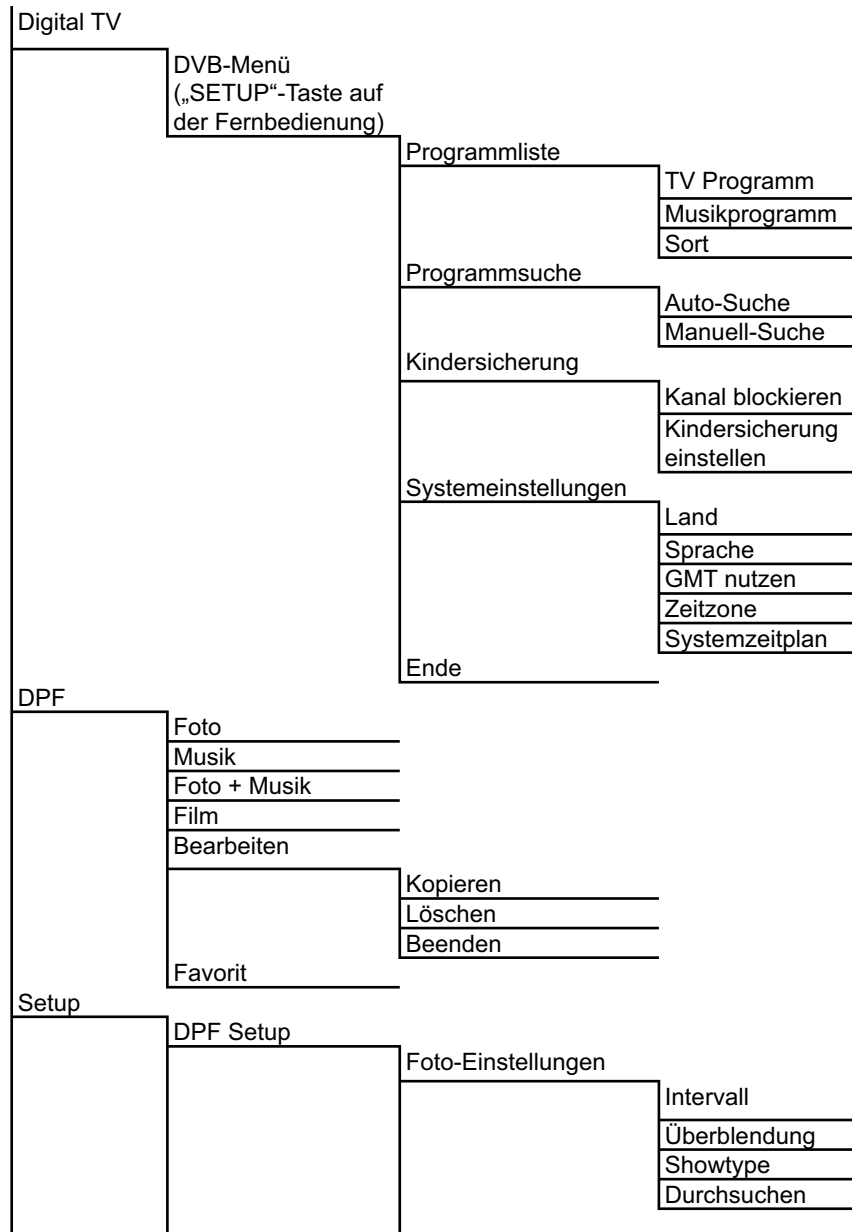 Digital TV
DVB-Menü
(„SETUP“-Taste auf
der Fernbedienung)
Programmliste
TV Programm
Musikprogramm
Sort
Programmsuche
Auto-Suche
Manuell-Suche
Kindersicherung
Kanal blockieren
Kindersicherung
einstellen
Systemeinstellungen
Land
Sprache
GMT nutzen
Zeitzone
Systemzeitplan
Ende
DPF
Foto
Musik
Foto + Musik
Film
Bearbeiten
Kopieren
Löschen
Beenden
Favorit
Setup
DPF Setup
Foto-Einstellungen
Intervall
Überblendung
Showtype
Durchsuchen